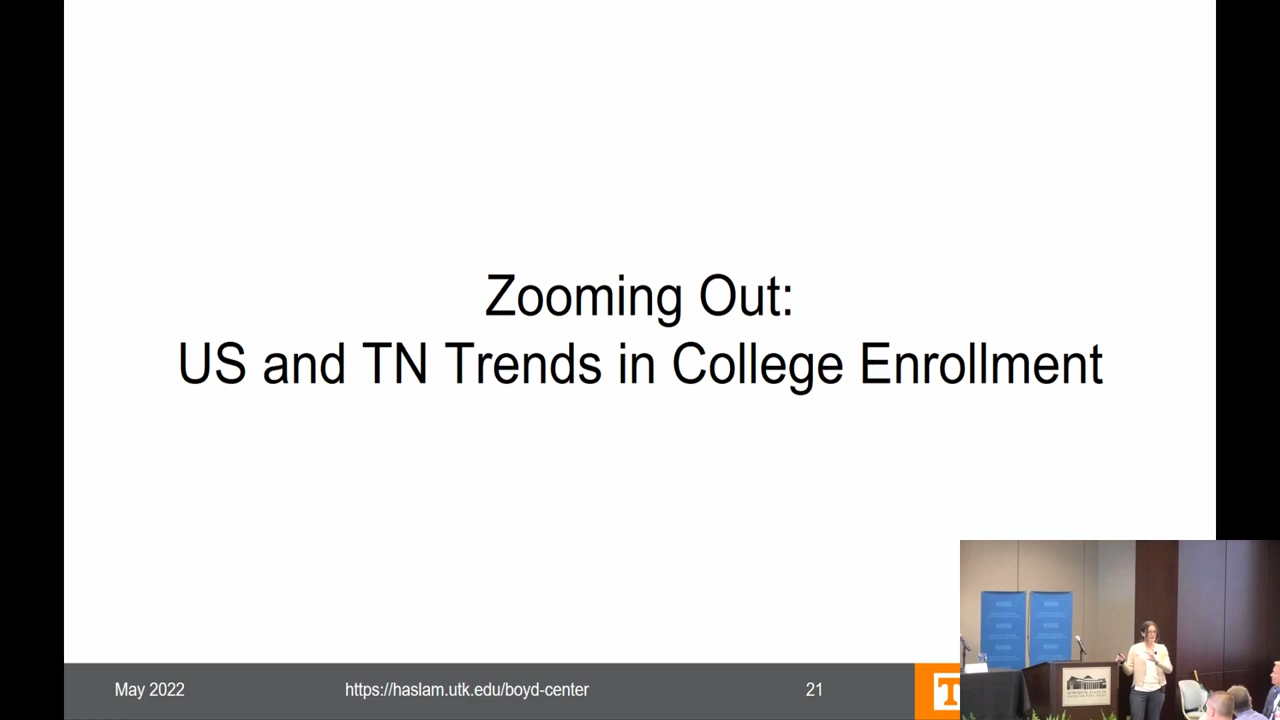 Zooming Out:
US and TN Trends in College Enrollment
May 2022
https://haslam.utk.edu/boyd-center
21
T